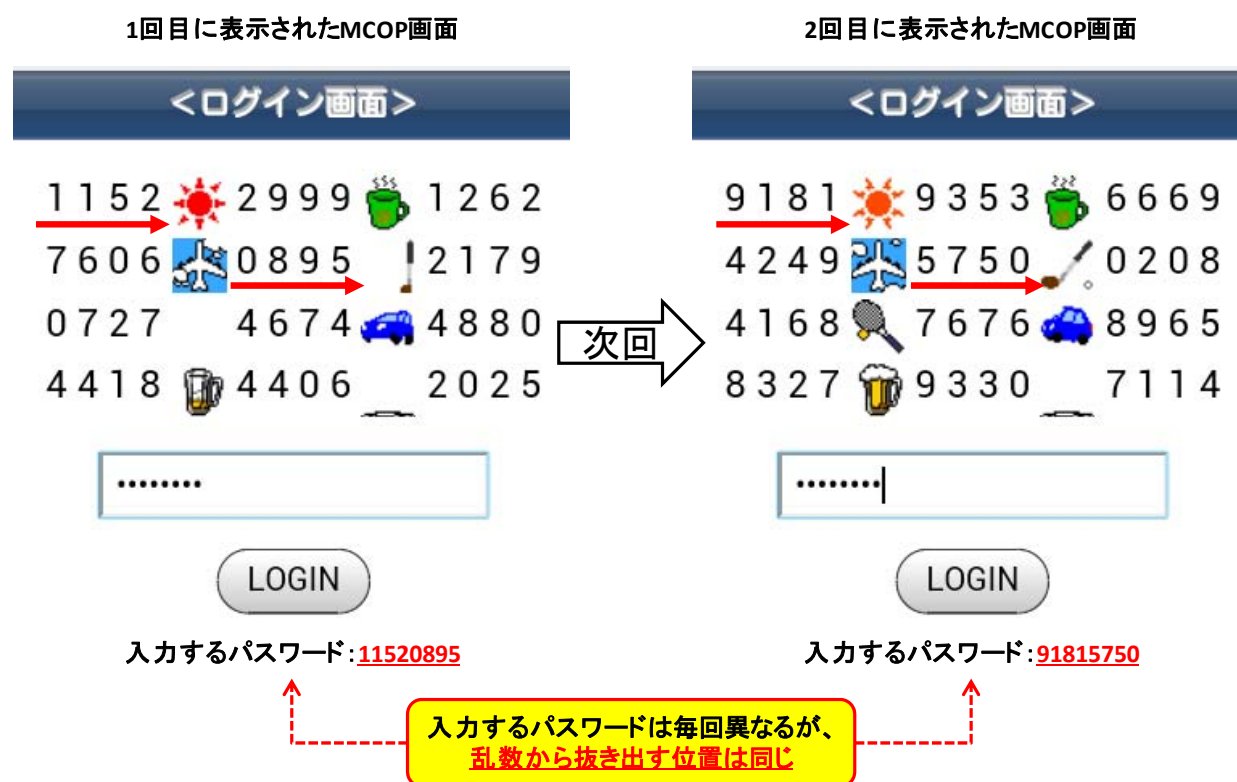 1回目に表示されたMCOP画面
2回目に表示されたMCOP画面
<ログイン画面>
1152 2999 1262
7606 0895 2179
0727 4674 4880
4418 4406 2025
LOGIN
入力するパスワード:11520895
次回
<ログイン画面>
9181 9353 6669
4249 5750 0208
4168 7676 8965
8327 9330 7114
LOGIN
入力するパスワード:91815750
入力するパスワードは毎回異なるが、
乱数から抜き出す位置は同じ